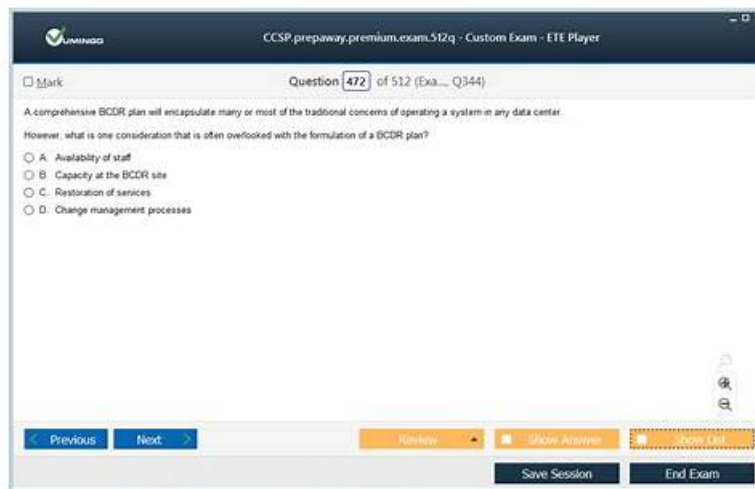 VUMINGO
CCSP.prepaway.premium.exam.512q - Custom Exam - ETE Player
Mark
Question 472 of 512 (Exa..., Q344)
A comprehensive BCDR plan will encapsulate many or most of the traditional concerns of operating a system in any data center.
However, what is one consideration that is often overlooked with the formulation of a BCDR plan?
A. Availability of staff
B. Capacity at the BCDR site
C. Restoration of services
D. Change management processes
Previous Next Review Show Answer Show List
Save Session End Exam